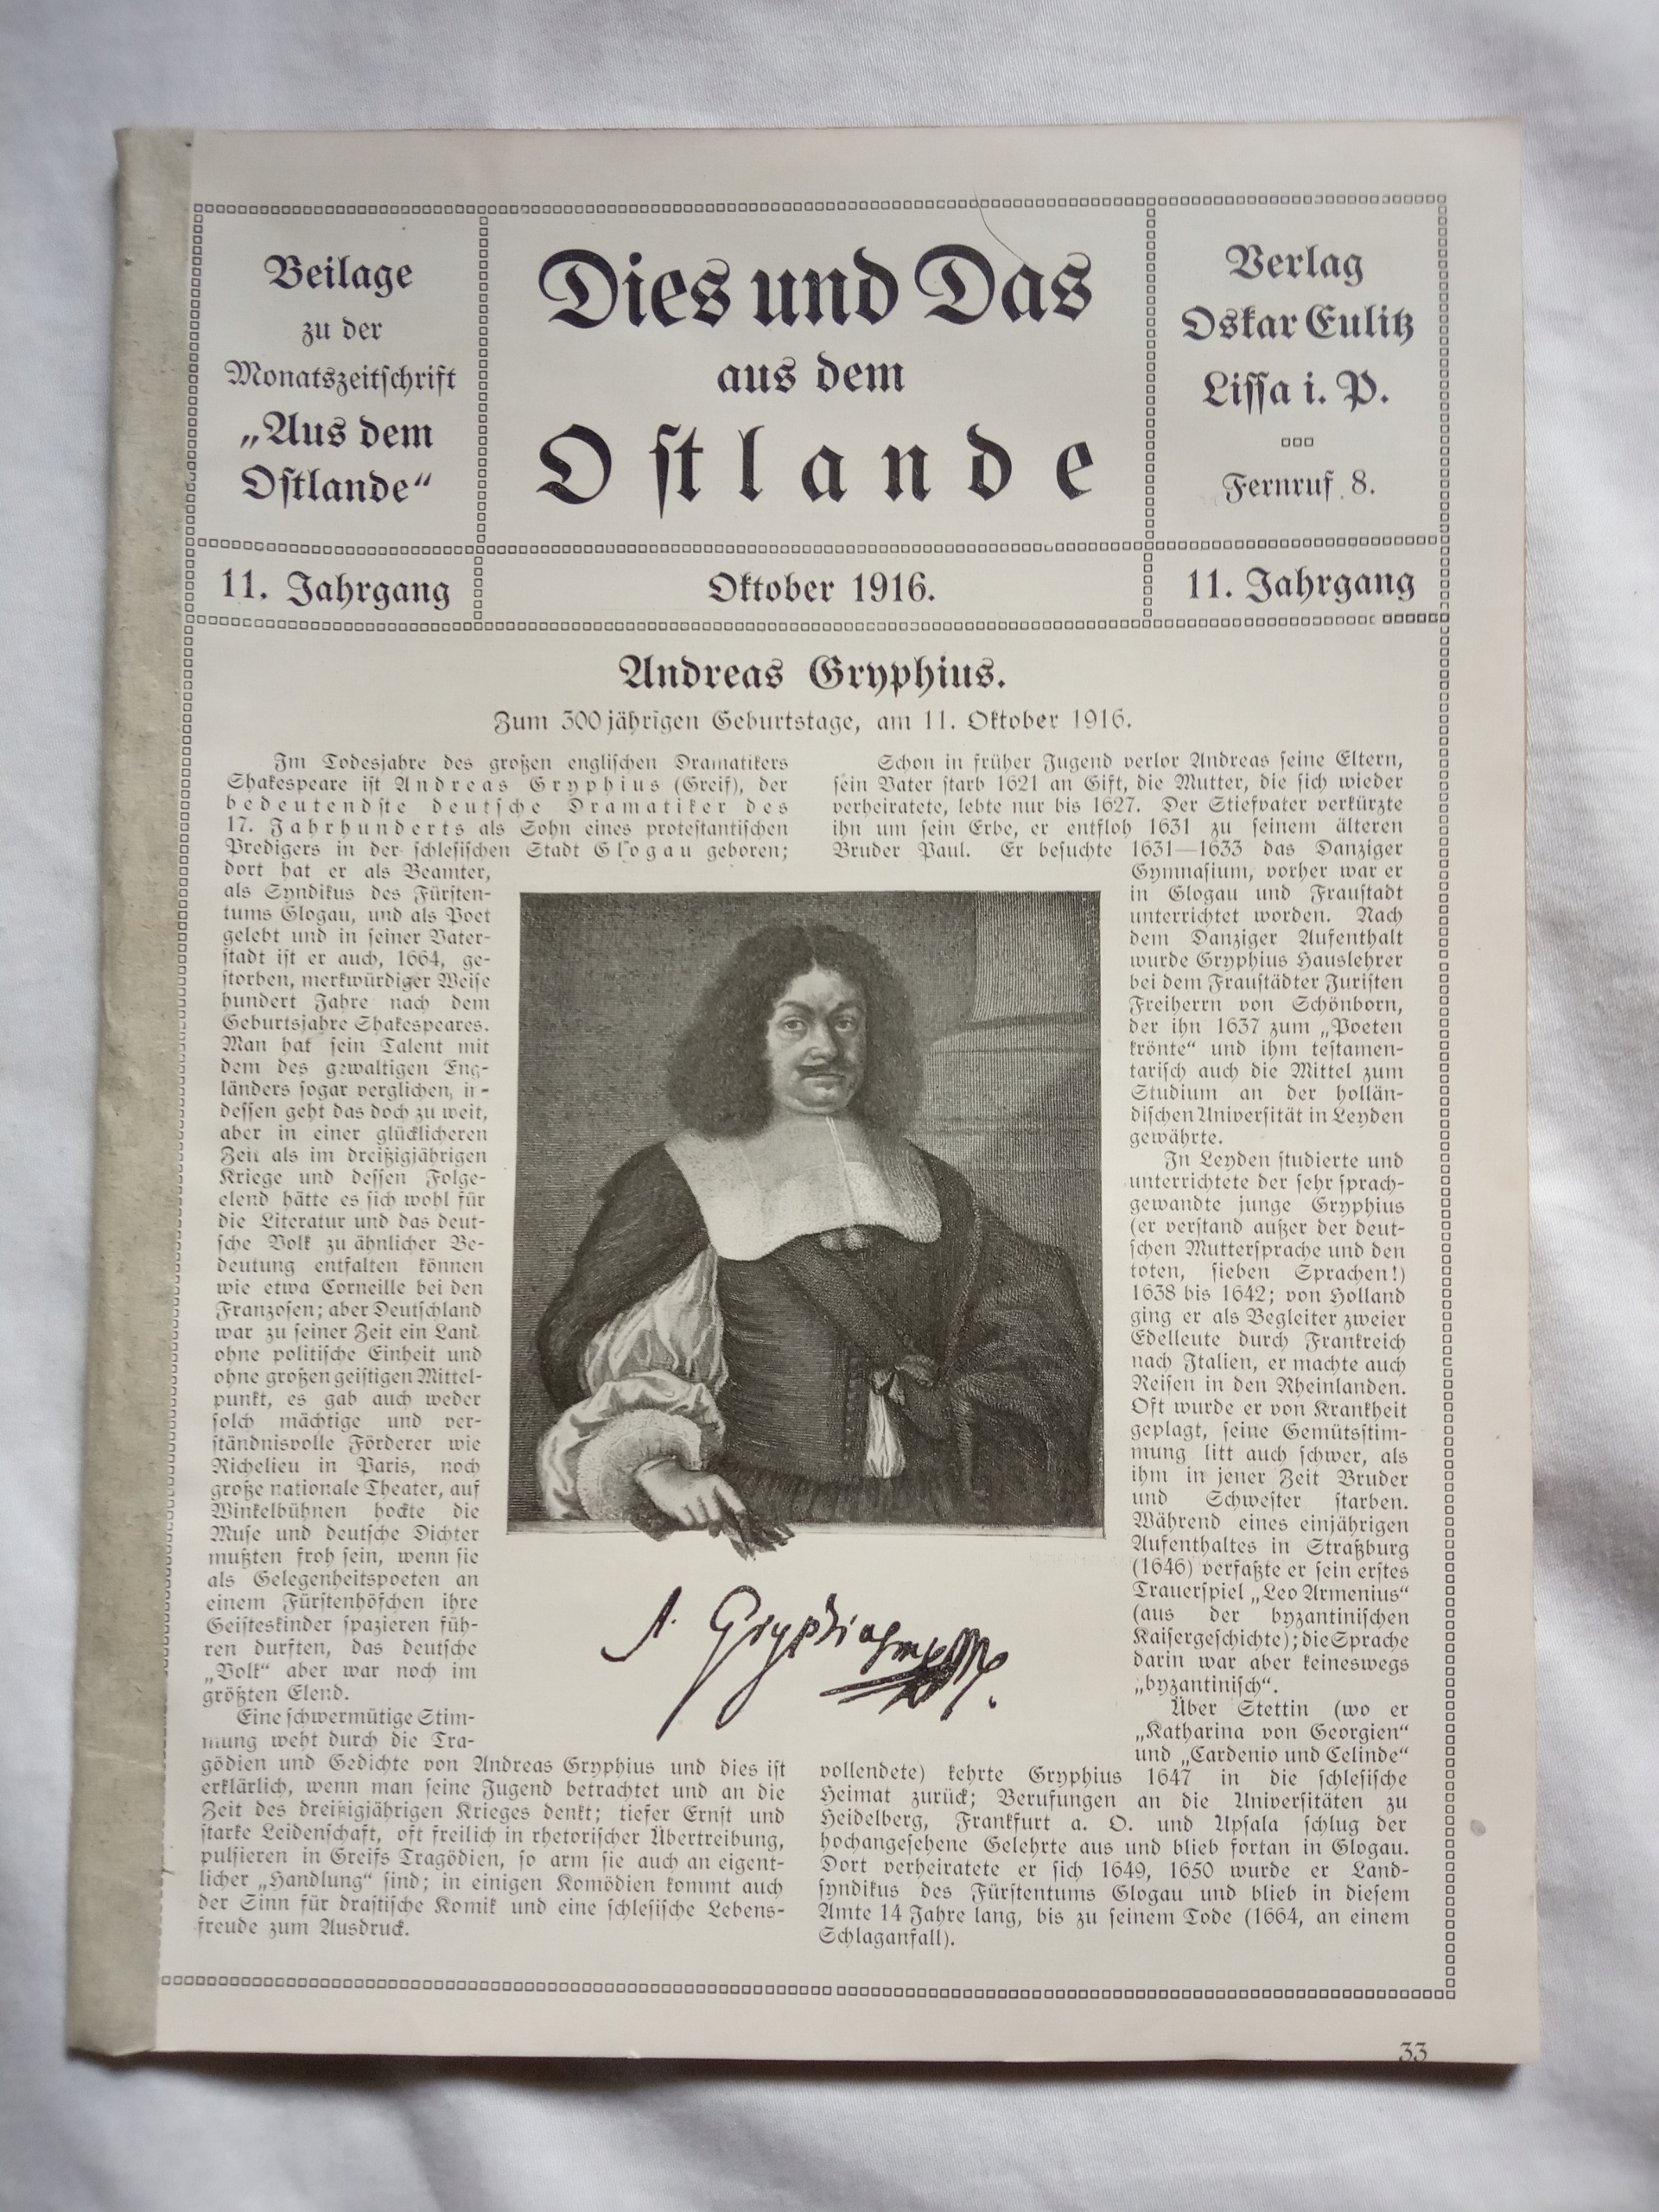 Beilage
zu der
Monatszeitschrift
„Aus dem
Ostlande“
Dies und Das
aus dem
Ostlande
Verlag
Oskar Eulitz
Lissa i. P.
Fernruf 8.
11. Jahrgang
Oktober 1916.
11. Jahrgang
Andreas Gryphius.
Zum 300jährigen Geburtstage, am 11. Oktober 1916.
Im Todesjahre des großen englischen Dramatikers
Shakespeare ist Andreas Gryphius (Greif), der
bedeutendste deutsche Dramatiker des
17. Jahrhunderts als Sohn eines protestantischen
Predigers in der schlesischen Stadt Glogau geboren;
dort hat er als Beamter,
als Syndikus des Fürsten-
tums Glogau, und als Poet
gelebt und in seiner Vater-
stadt ist er auch, 1664, ge-
storben, merkwürdiger Weise
hundert Jahre nach dem
Geburtsjahre Shakespeares.
Man hat sein Talent mit
dem des gewaltigen Eng-
länders sogar verglichen, in-
dessen geht das doch zu weit,
aber in einer glücklicheren
Zeit als im dreißigjährigen
Kriege und dessen Folge-
elend hätte es sich wohl für
die Literatur und das deut-
sche Volk zu ähnlicher Be-
deutung entfalten können
wie etwa Corneille bei den
Franzosen; aber Deutschland
war zu seiner Zeit ein Land
ohne politische Einheit und
ohne großen geistigen Mittel-
punkt, es gab auch weder
solch mächtige und ver-
ständnisvolle Förderer wie
Richelieu in Paris, noch
große nationale Theater, auf
Winkelbühnen hockte die
Muse und deutsche Dichter
mußten froh sein, wenn sie
als Gelegenheitspoeten an
einem Fürstenhöfchen ihre
Geisteskinder spazieren füh-
ren durften, das deutsche
„Volk“ aber war noch im
größten Elend.
Eine schwermütige Stim-
mung weht durch die Tra-
gödien und Gedichte von Andreas Gryphius und dies ist
erklärlich, wenn man seine Jugend betrachtet und an die
Zeit des dreißigjährigen Krieges denkt; tiefer Ernst und
starke Leidenschaft, oft freilich in rhetorischer Übertreibung,
pulsieren in Greifs Tragödien, so arm sie auch an eigent-
licher „Handlung“ sind; in einigen Komödien kommt auch
der Sinn für drastische Komik und eine schlesische Lebens-
freude zum Ausdruck.
Schon in früher Jugend verlor Andreas seine Eltern,
sein Vater starb 1621 an Gift, die Mutter, die sich wieder
verheiratete, lebte nur bis 1627. Der Stiefvater verkürzte
ihn um sein Erbe, er entfloh 1631 zu seinem älteren
Bruder Paul. Er besuchte 1631—1633 das Danziger
Gymnasium, vorher war er
in Glogau und Fraustadt
unterrichtet worden. Nach
dem Danziger Aufenthalt
wurde Gryphius Hauslehrer
bei dem Fraustädter Juristen
Freiherrn von Schönborn,
der ihn 1637 zum „Poeten
krönte“ und ihm testamen-
tarisch auch die Mittel zum
Studium an der hollän-
dischen Universität in Leyden
gewährte.
In Leyden studierte und
unterrichtete der sehr sprach-
gewandte junge Gryphius
(er verstand außer der deut-
schen Muttersprache und den
toten, sieben Sprachen!)
1638 bis 1642; von Holland
ging er als Begleiter zweier
Edelleute durch Frankreich
nach Italien, er machte auch
Reisen in den Rheinlanden.
Oft wurde er von Krankheit
geplagt, seine Gemütsstim-
mung litt auch schwer, als
ihm in jener Zeit Bruder
und Schwester starben.
Während eines einjährigen
Aufenthaltes in Straßburg
(1646) verfaßte er sein erstes
Trauerspiel „Leo Armenius“
(aus der byzantinischen
Kaisergeschichte); die Sprache
darin war aber keineswegs
„byzantinisch“.
Über Stettin (wo er
„Katharina von Georgien“
und „Cardenio und Celinde“
vollendete) kehrte Gryphius 1647 in die schlesische
Heimat zurück; Berufungen an die Universitäten zu
Heidelberg, Frankfurt a. O. und Upsala schlug der
hochangesehene Gelehrte aus und blieb fortan in Glogau.
Dort verheiratete er sich 1649, 1650 wurde er Land-
syndikus des Fürstentums Glogau und blieb in diesem
Amte 14 Jahre lang, bis zu seinem Tode (1664, an einem
Schlaganfall).
A. Gryphius
33